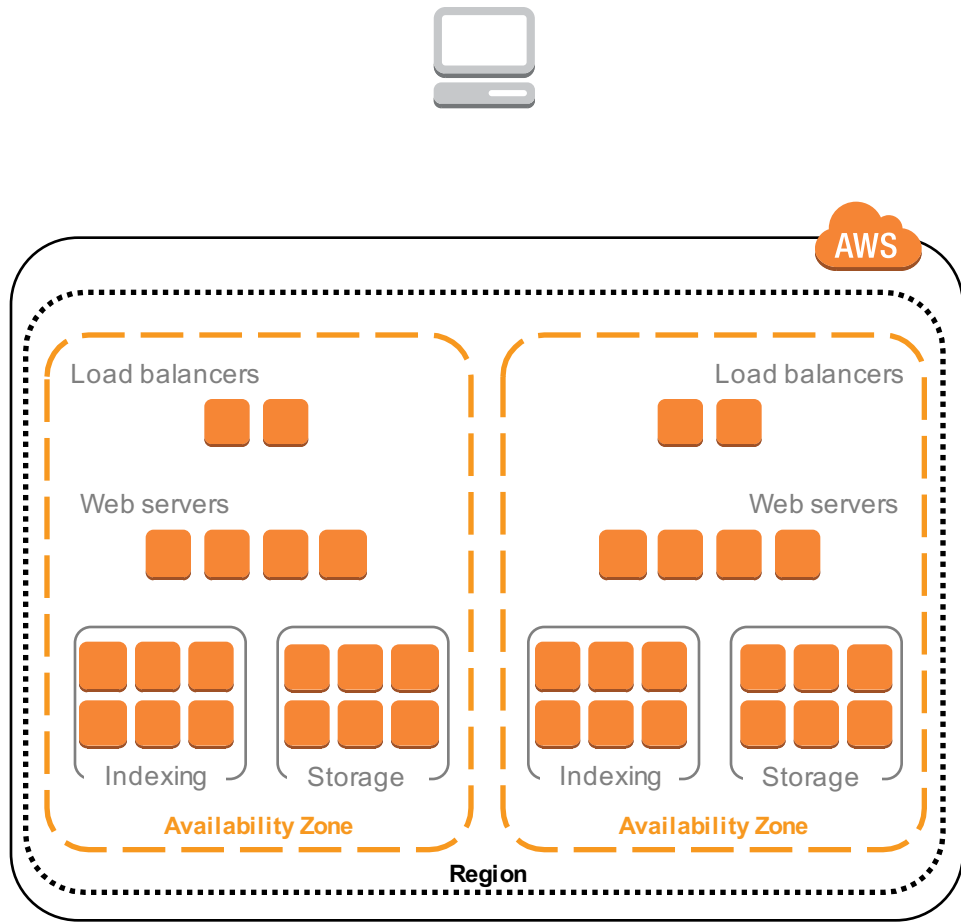 AWS
Load balancers
Load balancers
Web servers
Web servers
Indexing
Storage
Indexing
Storage
Availability Zone
Availability Zone
Region